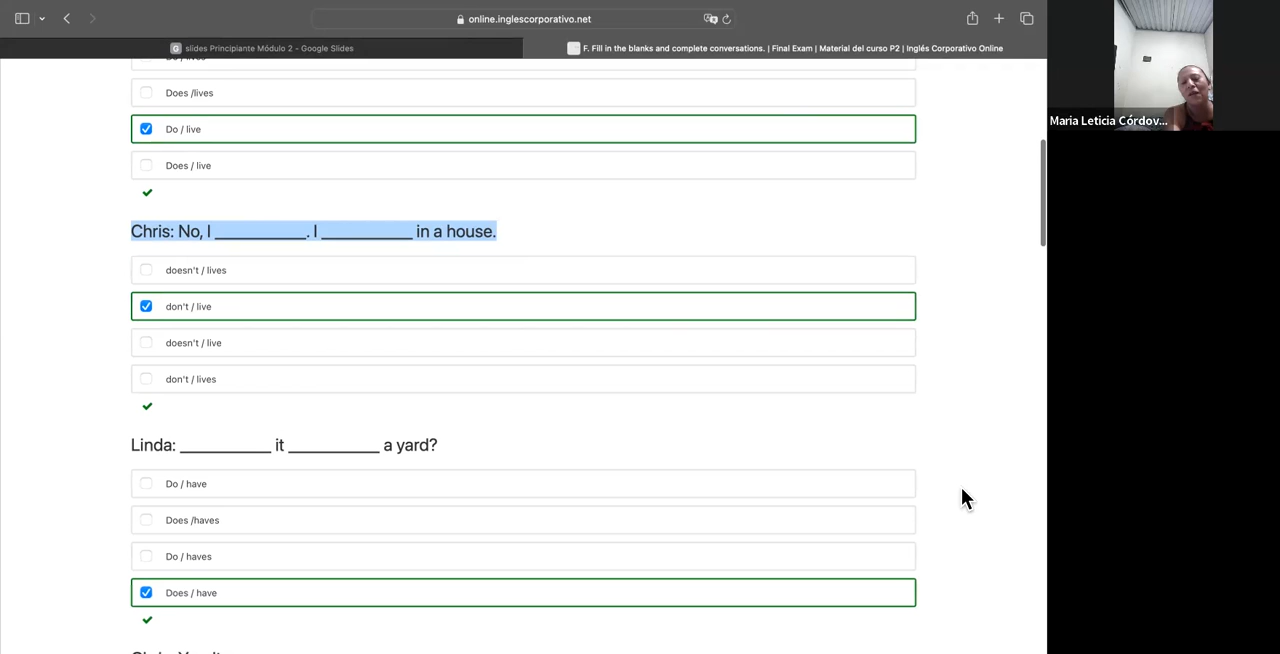 online.inglescorporativo.net
G slides Principiante Módulo 2 - Google Slides
F. Fill in the blanks and complete conversations. | Final Exam | Material del curso P2 | Inglés Corporativo Online
Do / lives
Does /lives
Do / live
Does / live
Chris: No, I __________. I __________ in a house.
doesn't / lives
don't / live
doesn't / live
don't / lives
Linda: __________ it __________ a yard?
Do / have
Does /haves
Do / haves
Does / have
Maria Leticia Córdov...